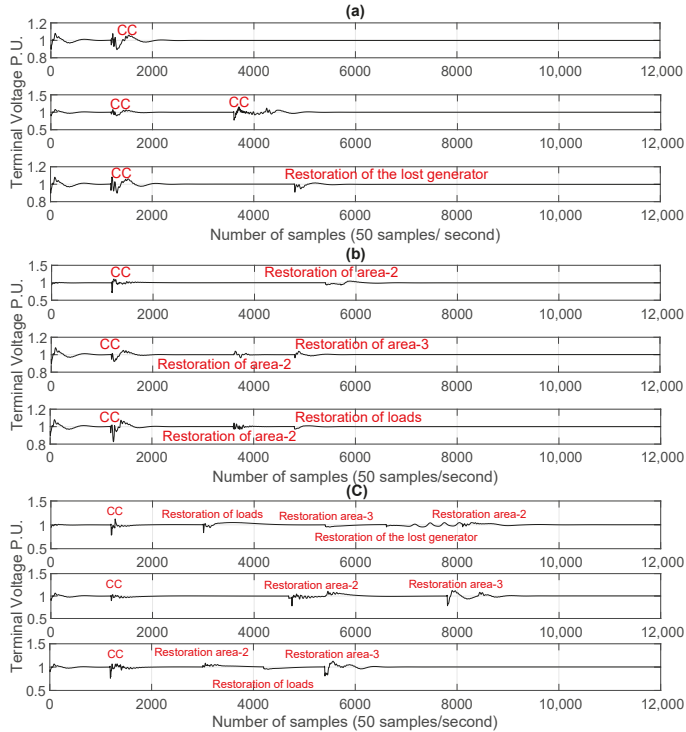 (a)
1.2
CC
1
0.8
0
2000
4000
6000
8000
10,000
12,000
1.5
CC
CC
1
0.5
0
2000
4000
6000
8000
10,000
12,000
1.2
CC
Restoration of the lost generator
1
0.8
0
2000
4000
6000
8000
10,000
12,000
Terminal Voltage P.U.
Number of samples (50 samples/ second)
(b)
1.5
CC
Restoration of area-2
1
0.5
0
2000
4000
6000
8000
10,000
12,000
1.2
CC
Restoration of area-3
1
Restoration of area-2
0.8
0
2000
4000
6000
8000
10,000
12,000
1.2
CC
Restoration of loads
1
Restoration of area-2
0.8
0
2000
4000
6000
8000
10,000
12,000
Terminal Voltage P.U.
Number of samples (50 samples/second)
(C)
1.5
CC
Restoration of loads
Restoration area-3
Restoration area-2
1
Restoration of the lost generator
0.5
0
2000
4000
6000
8000
10,000
12,000
1.5
CC
Restoration area-2
Restoration area-3
1
0.5
0
2000
4000
6000
8000
10,000
12,000
1.5
CC
Restoration area-2
Restoration area-3
1
Restoration of loads
0.5
0
2000
4000
6000
8000
10,000
12,000
Terminal Voltage P.U.
Number of samples (50 samples/second)